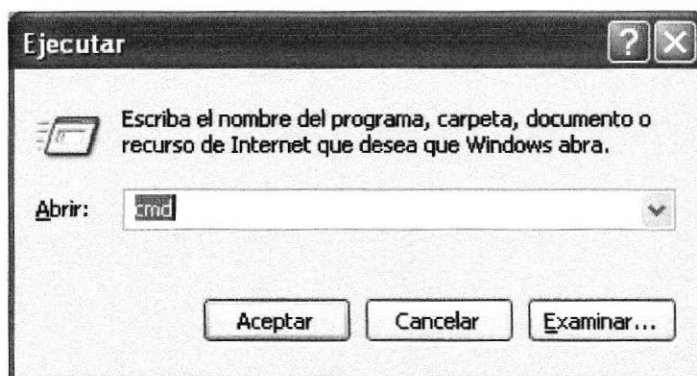 Ejecutar
Escriba el nombre del programa, carpeta, documento o
recurso de Internet que desea que Windows abra.
Abrir: cmd
Aceptar Cancelar Examinar...